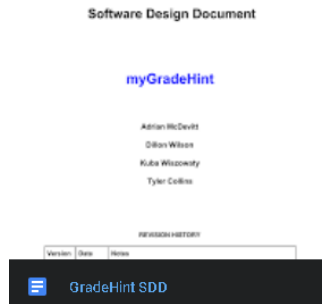 Software Design Document
myGradeHint
Adrian McDevitt
Dillon Wilson
Kuba Wiszowaty
Tyler Collins
REVISION HISTORY
Version Date Notes
GradeHint SDD